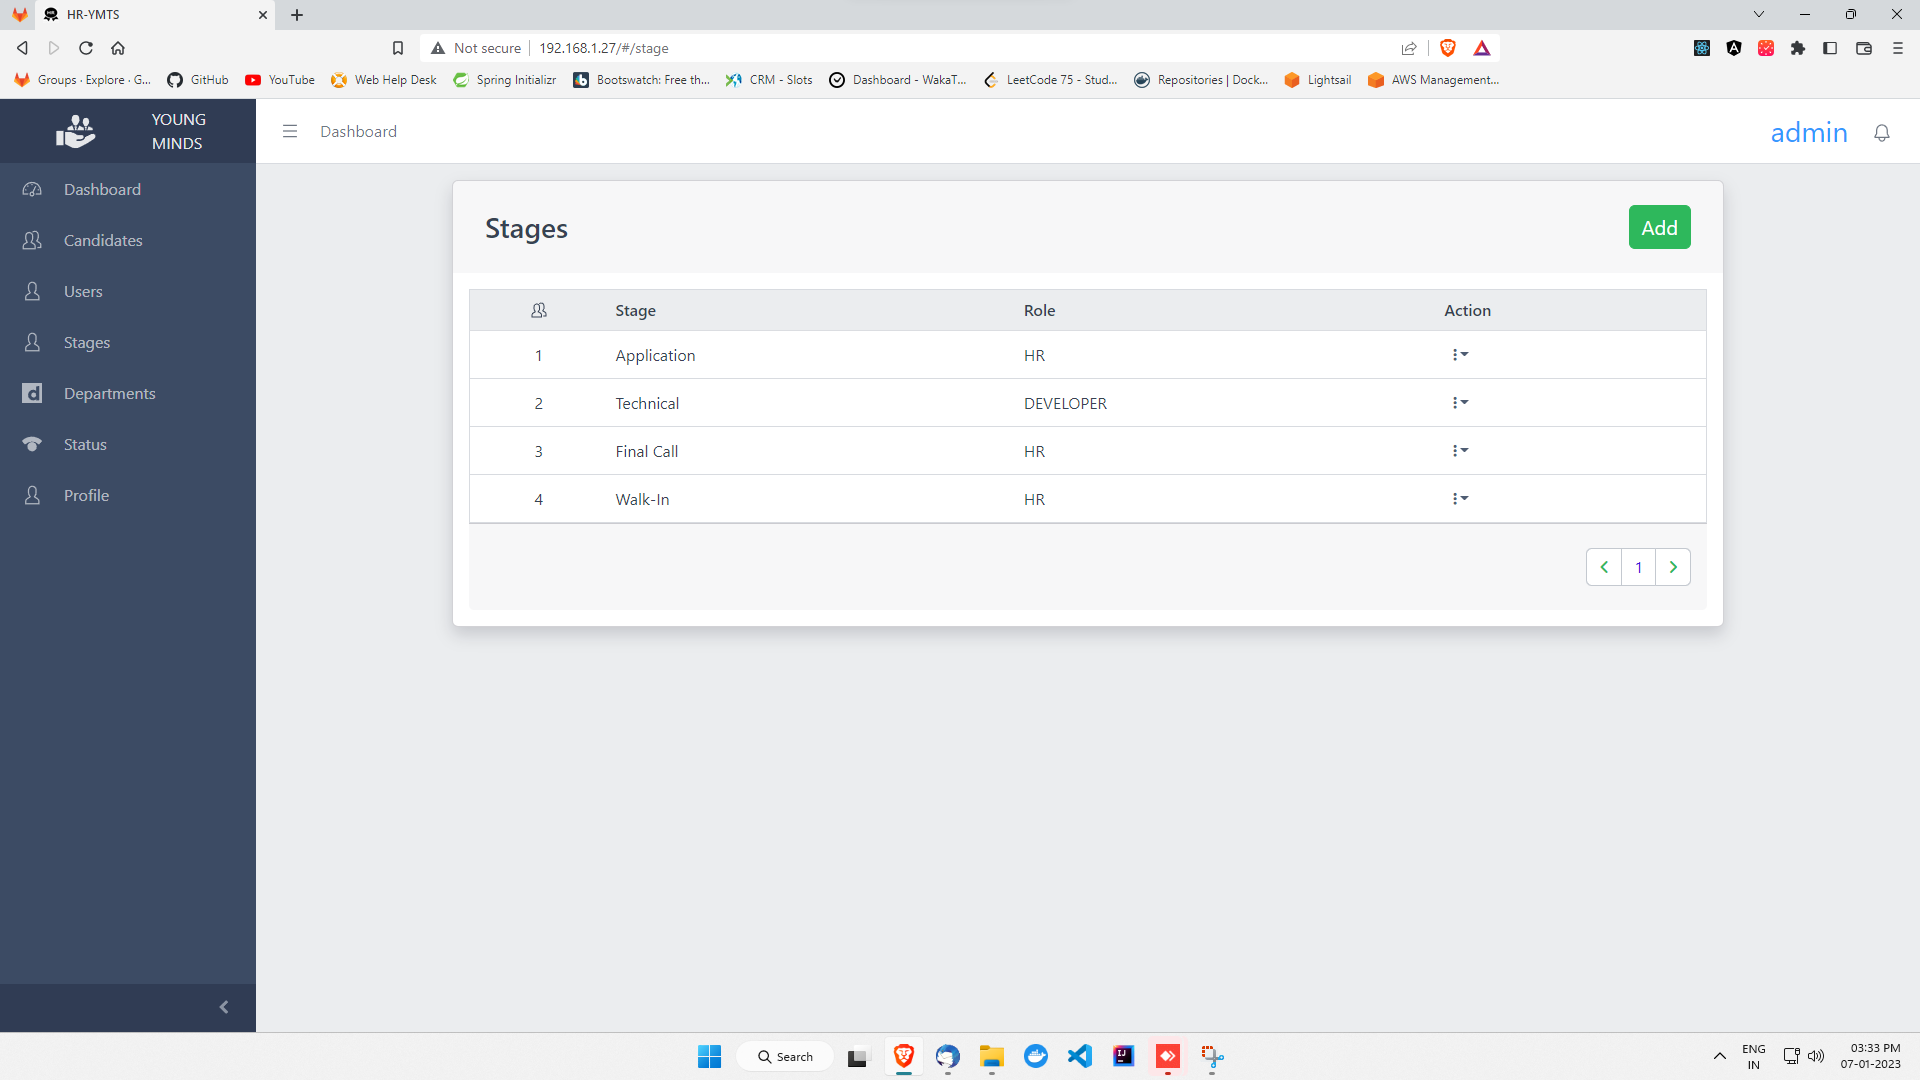 HR-YMTS
Not secure
192.168.1.27/#/stage
Groups · Explore · G...
GitHub
YouTube
Web Help Desk
Spring Initializr
Bootswatch: Free th...
CRM - Slots
Dashboard - WakaT...
LeetCode 75 - Stud...
Repositories | Dock...
Lightsail
AWS Management...
YOUNG
MINDS
Dashboard
admin
Dashboard
Candidates
Users
Stages
Departments
Status
Profile
Stages
Add
Stage Role Action
1 Application HR
2 Technical DEVELOPER
3 Final Call HR
4 Walk-In HR
1
Search
ENG
IN
03:33 PM
07-01-2023